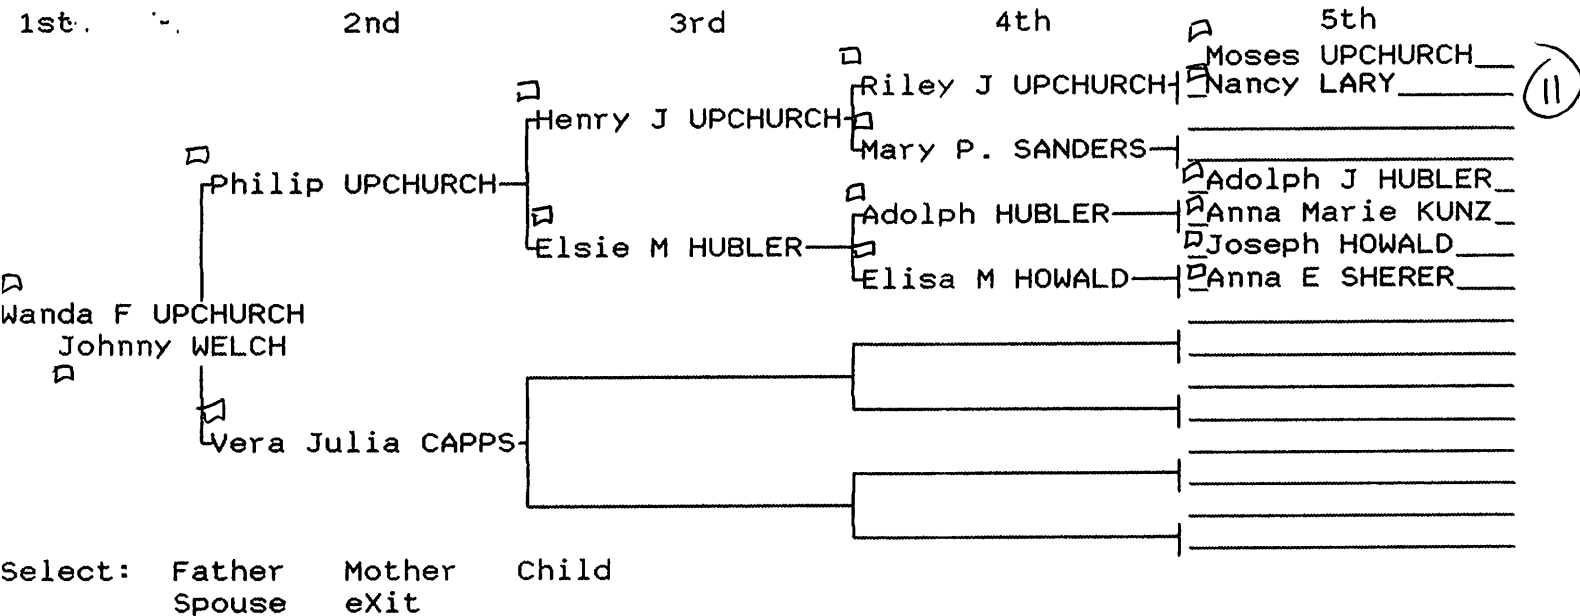 1st 2nd 3rd 4th 5th
Moses UPCHURCH
Riley J UPCHURCH Nancy LARY
11
Henry J UPCHURCH
Mary P. SANDERS
Philip UPCHURCH Adolph J HUBLER
Adolph HUBLER Anna Marie KUNZ
Elsie M HUBLER Joseph HOWALD
Elisa M HOWALD Anna E SHERER
Wanda F UPCHURCH
Johnny WELCH
Vera Julia CAPPS
Select: Father Mother Child
Spouse eXit